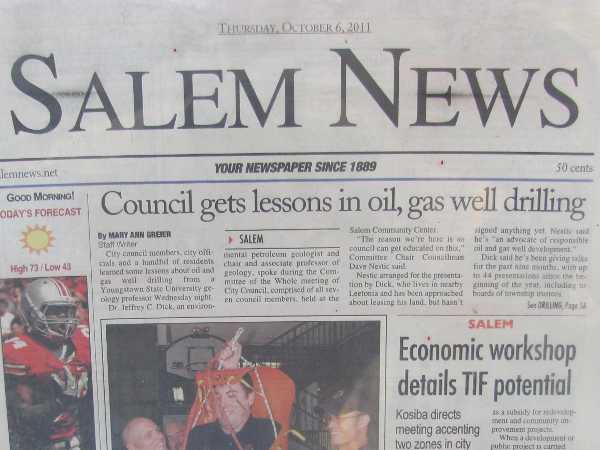 THURSDAY, OCTOBER 6, 2011
SALEM NEWS
lemnews.net
YOUR NEWSPAPER SINCE 1889
50 cents
GOOD MORNING!
ODAY'S FORECAST
High 73 / Low 43
Council gets lessons in oil, gas well drilling
By MARY ANN GREIER
Staff Writer
City council members, city offi-
cials and a handful of residents
learned some lessons about oil and
gas well drilling from a
Youngstown State University ge-
ology professor Wednesday night.
Dr. Jeffrey C. Dick, an environ-
SALEM
mental petroleum geologist and
chair and associate professor of
geology, spoke during the Com-
mittee of the Whole meeting of
City Council, comprised of all sev-
en council members, held at the
Salem Community Center.
"The reason we're here is so
council can get educated on this,"
Committee Chair Councilman
Dave Nestic said.
Nestic arranged for the presenta-
tion by Dick, who lives in nearby
Leetonia and has been approached
about leasing his land, but hasn't
signed anything yet. Nestic said
he's "an advocate of responsible
oil and gas well development."
Dick said he's been giving talks
for the past nine months, with up
to 44 presentations since the be-
ginning of the year, including to
boards of township trustees.
See DRILLING, Page 5A
SALEM
Economic workshop
details TIF potential
Kosiba directs
meeting accenting
two zones in city
as a subsidy for redevelop-
ment and community im-
provement projects.
When a development or
public project is carried